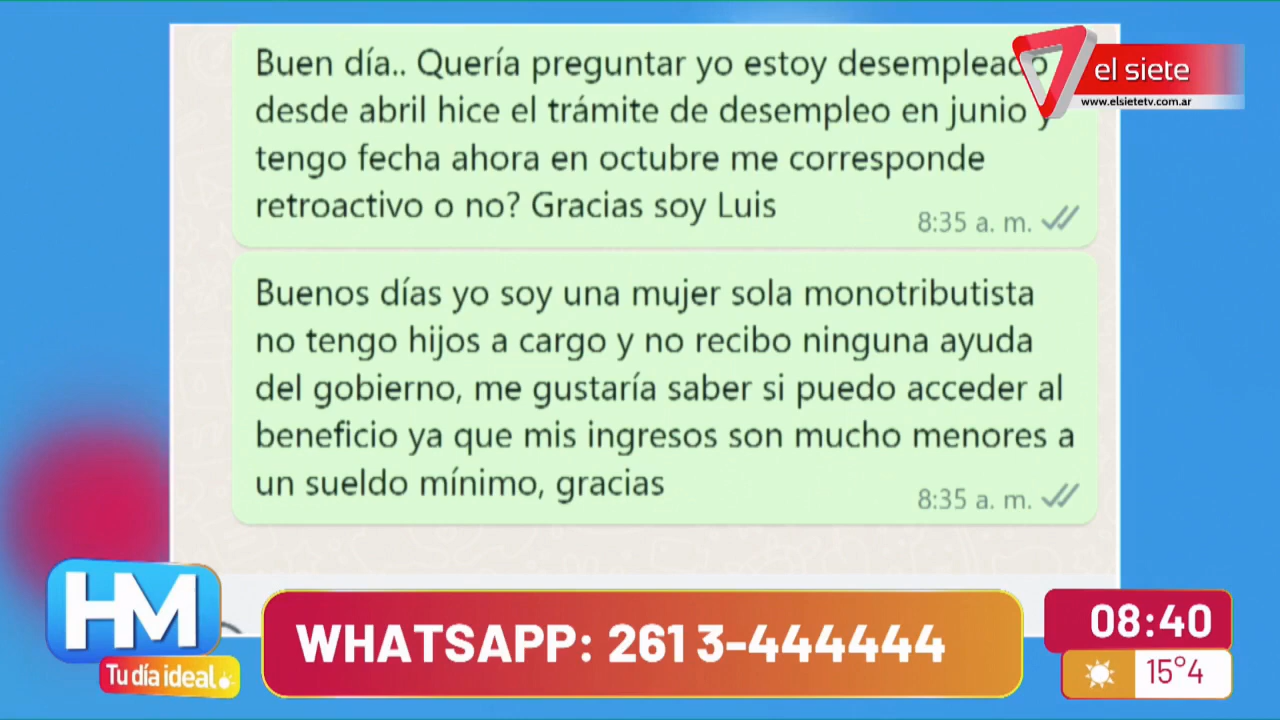 Buen día.. Quería preguntar yo estoy desempleado
desde abril hice el trámite de desempleo en junio y
tengo fecha ahora en octubre me corresponde
retroactivo o no? Gracias soy Luis
8:35 a. m.
Buenos días yo soy una mujer sola monotributista
no tengo hijos a cargo y no recibo ninguna ayuda
del gobierno, me gustaría saber si puedo acceder al
beneficio ya que mis ingresos son mucho menores a
un sueldo mínimo, gracias
8:35 a. m.
el siete
www.elsietetv.com.ar
HM
Tu día ideal
WHATSAPP: 2613-444444
08:40
15°4